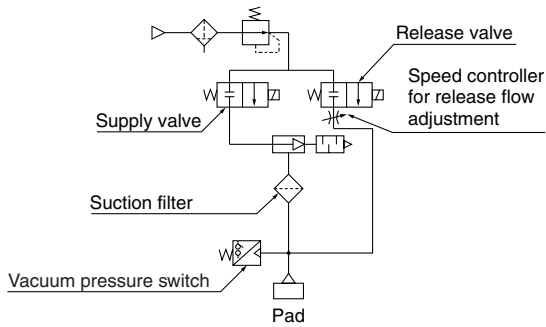 Release valve
Speed controller
for release flow
adjustment
Supply valve
Suction filter
Vacuum pressure switch
Pad